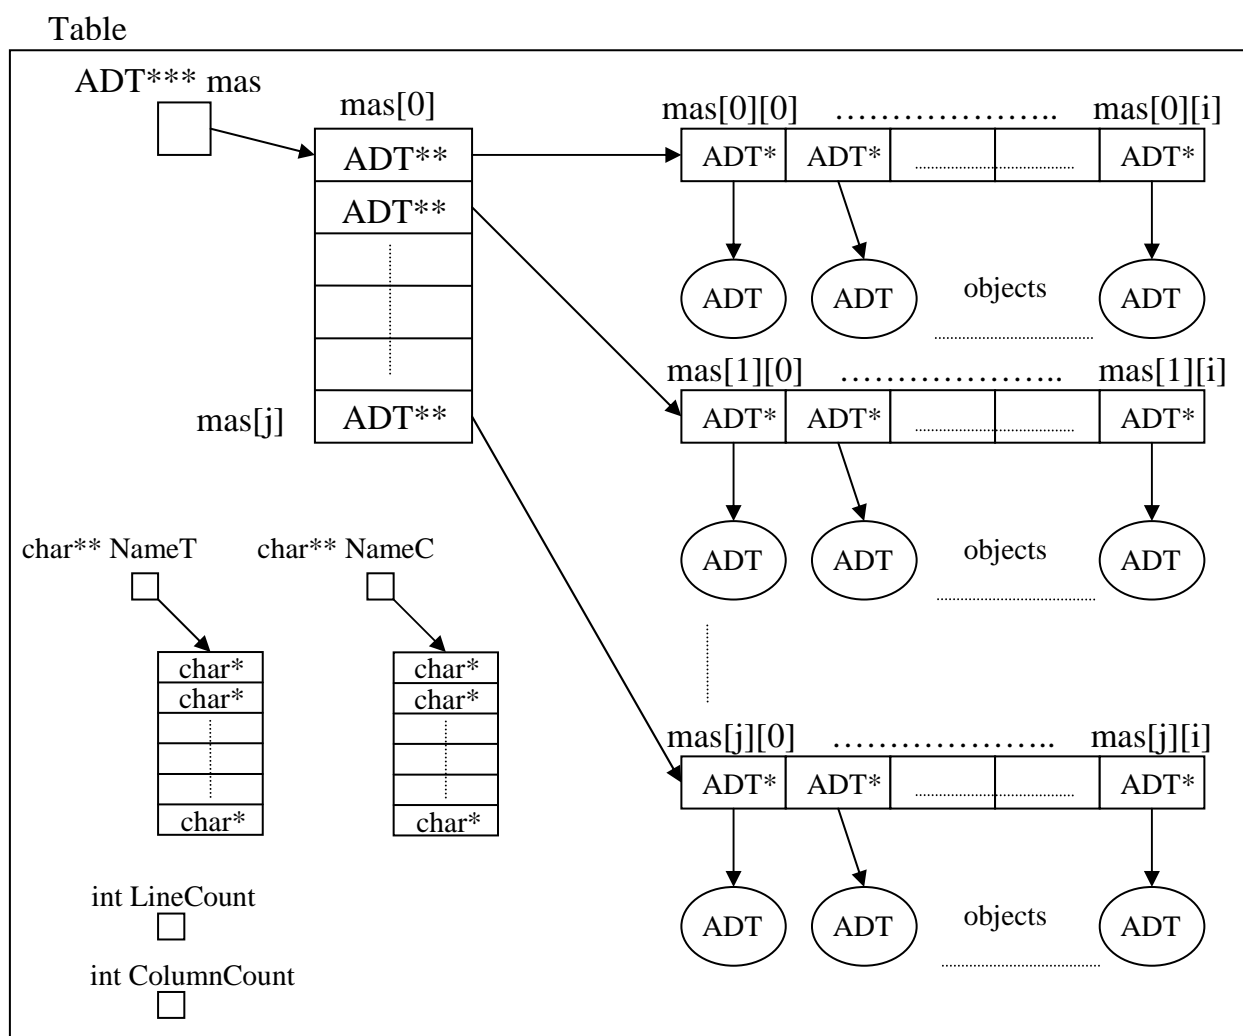 Table
ADT*** mas
mas[0]
mas[0][0] ………………….. mas[0][i]
ADT** ADT* ADT* ADT*
ADT**
ADT ADT objects ADT
mas[1][0] ………………….. mas[1][i]
mas[j] ADT** ADT* ADT* ADT*
char** NameT char** NameC
ADT ADT objects ADT
char* char*
char* char*
mas[j][0] ………………….. mas[j][i]
ADT* ADT* ADT*
char* char*
int LineCount
ADT ADT objects ADT
int ColumnCount